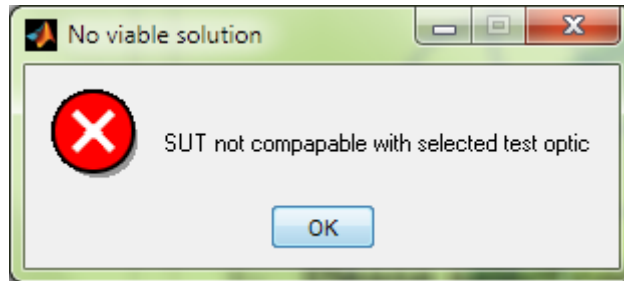 No viable solution
SUT not compapable with selected test optic
OK